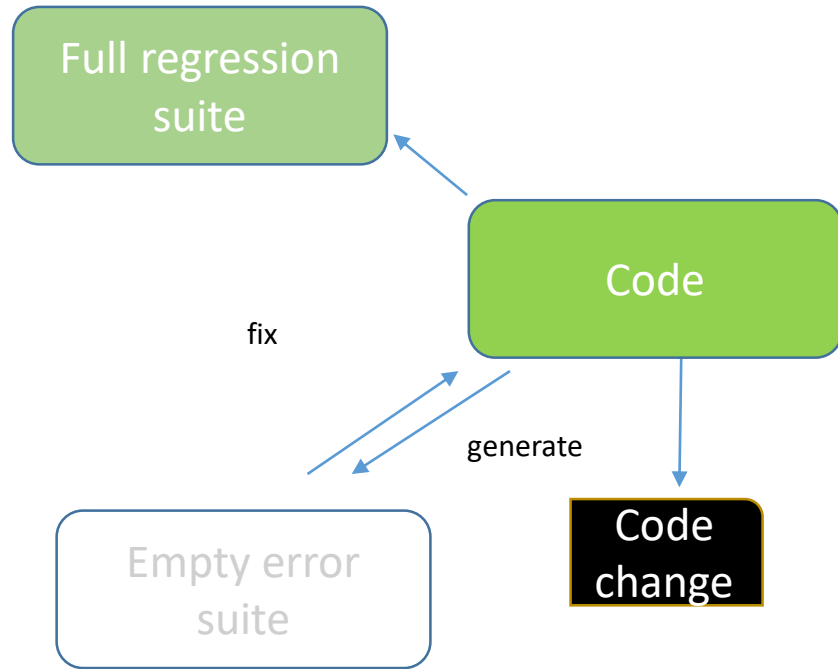 Full regression
suite
Code
fix
generate
Code
change
Empty error
suite